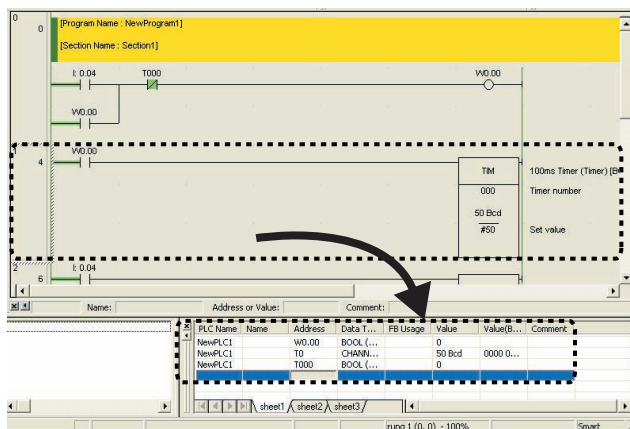 0
0
[Program Name : NewProgram1]
[Section Name : Section1]
I: 0.04 T000 W0.00
W0.00
1
4
W0.00
TIM 100ms Timer (Timer) [B
000 Timer number
50 Bcd
#50 Set value
2
6
I: 0.04
Name: Address or Value: Comment:
PLC Name Name Address Data T... FB Usage Value Value(B... Comment
NewPLC1 W0.00 BOOL (... 0
NewPLC1 T0 CHANN... 50 Bcd 0000 0...
NewPLC1 T000 BOOL (... 0
sheet1 sheet2 sheet3
rung 1 (0, 0) - 100% Smart